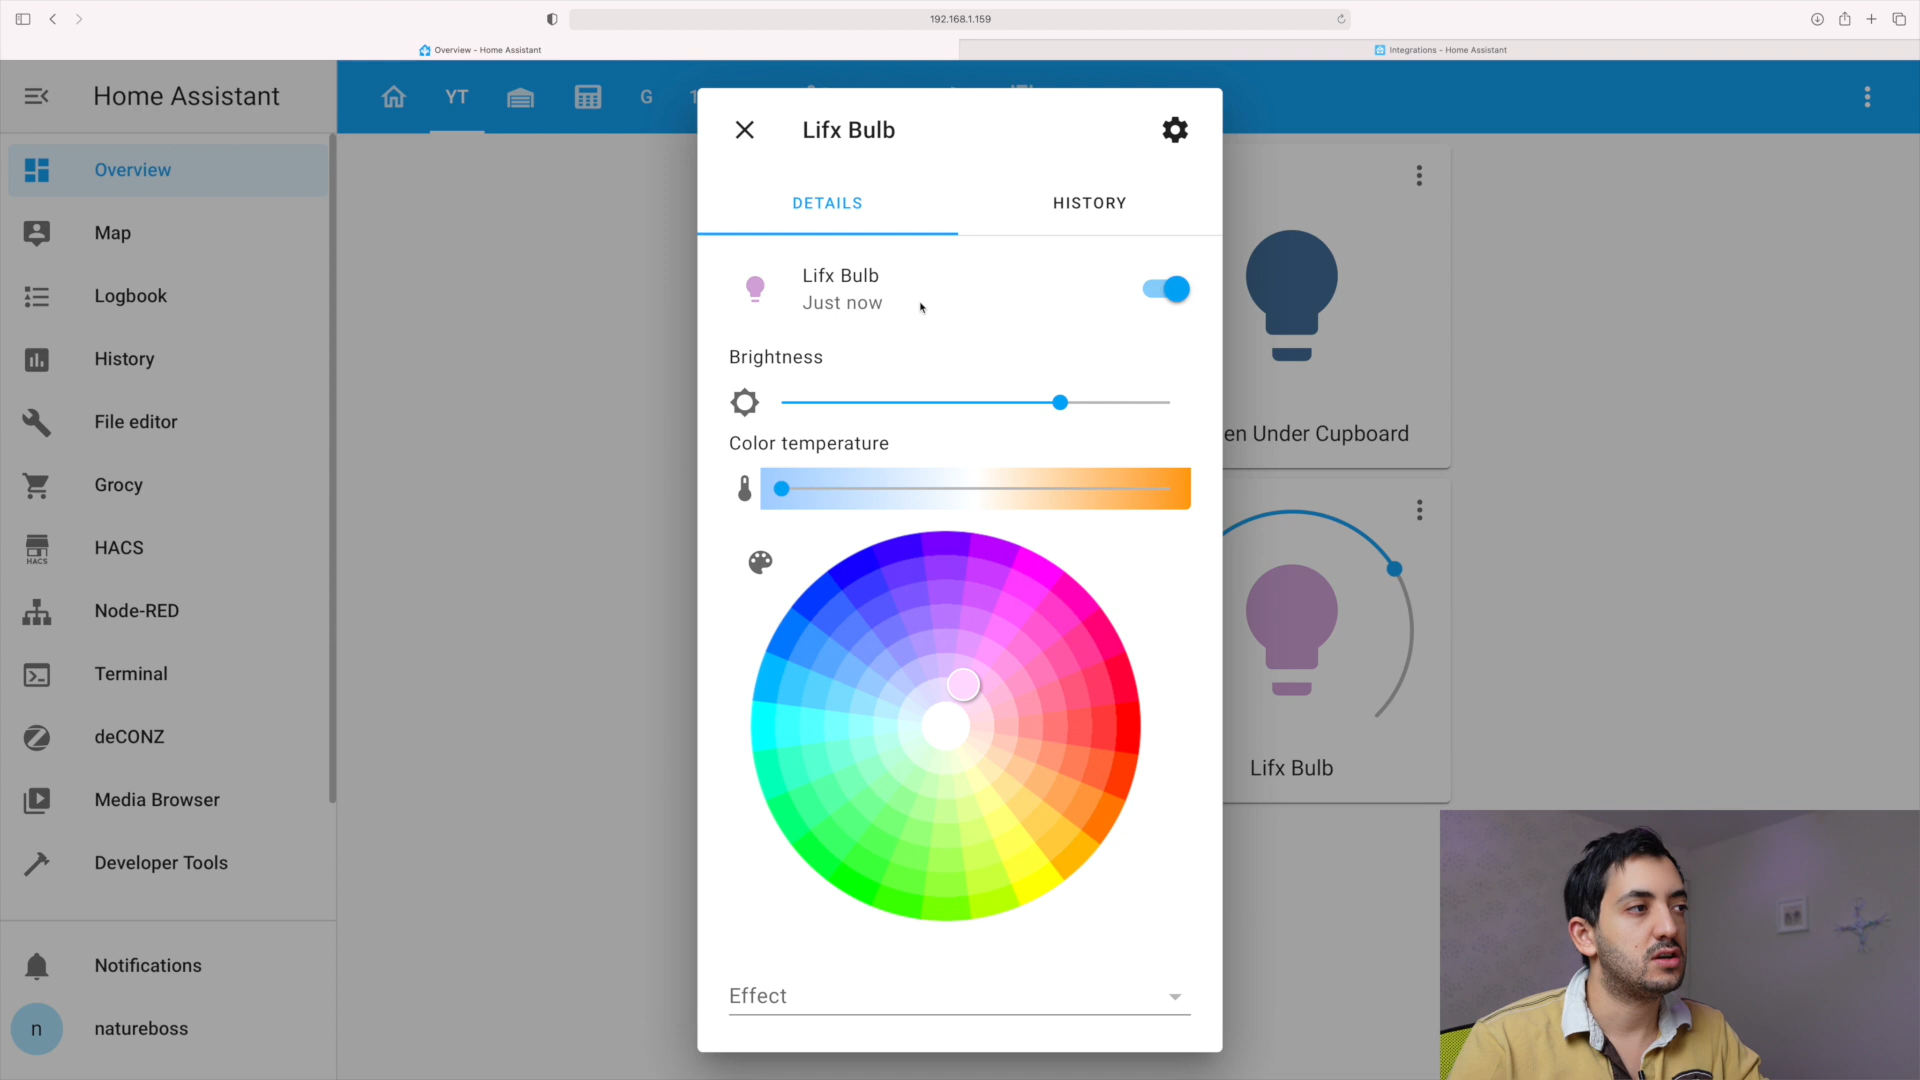 192.168.1.159
Overview - Home Assistant
Integrations - Home Assistant
Home Assistant
YT
G
Overview
Map
Logbook
History
File editor
Grocy
HACS
HACS
Node-RED
Terminal
deCONZ
Media Browser
Developer Tools
Notifications
n
natureboss
Lifx Bulb
DETAILS
HISTORY
Lifx Bulb
Just now
Brightness
Color temperature
Effect
en Under Cupboard
Lifx Bulb